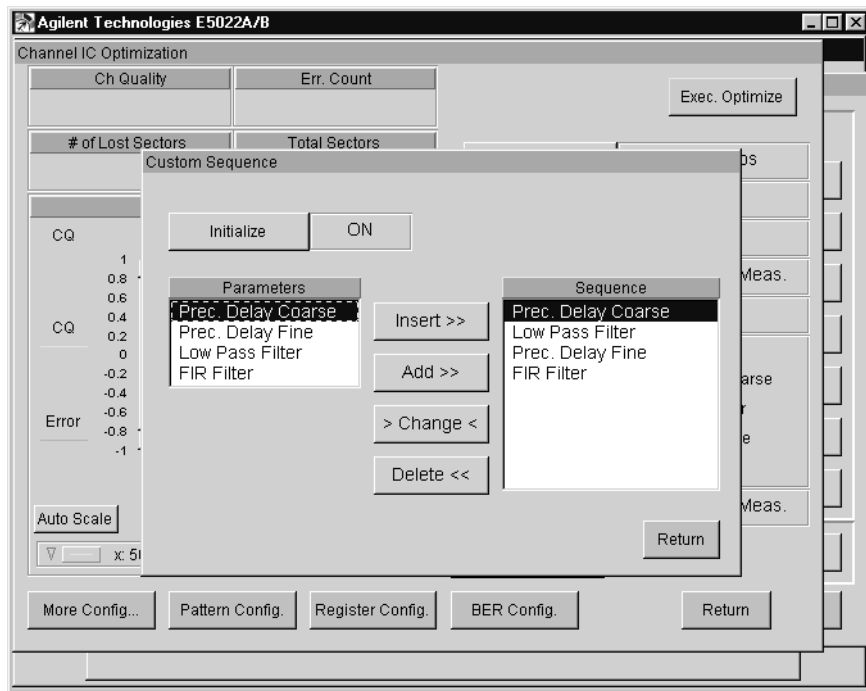 Agilent Technologies E5022A/B
Channel IC Optimization
Ch Quality
Err. Count
Exec. Optimize
# of Lost Sectors
Total Sectors
Custom Sequence
Initialize
ON
CQ
1
0.8
0.6
0.4
0.2
0
-0.2
-0.4
-0.6
-0.8
-1
CQ
Error
Parameters
Prec. Delay Coarse
Prec. Delay Fine
Low Pass Filter
FIR Filter
Insert >>
Add >>
> Change <
Delete <<
Sequence
Prec. Delay Coarse
Low Pass Filter
Prec. Delay Fine
FIR Filter
Meas.
arse
r
e
Meas.
Return
Auto Scale
x: 5
More Config...
Pattern Config.
Register Config.
BER Config.
Return